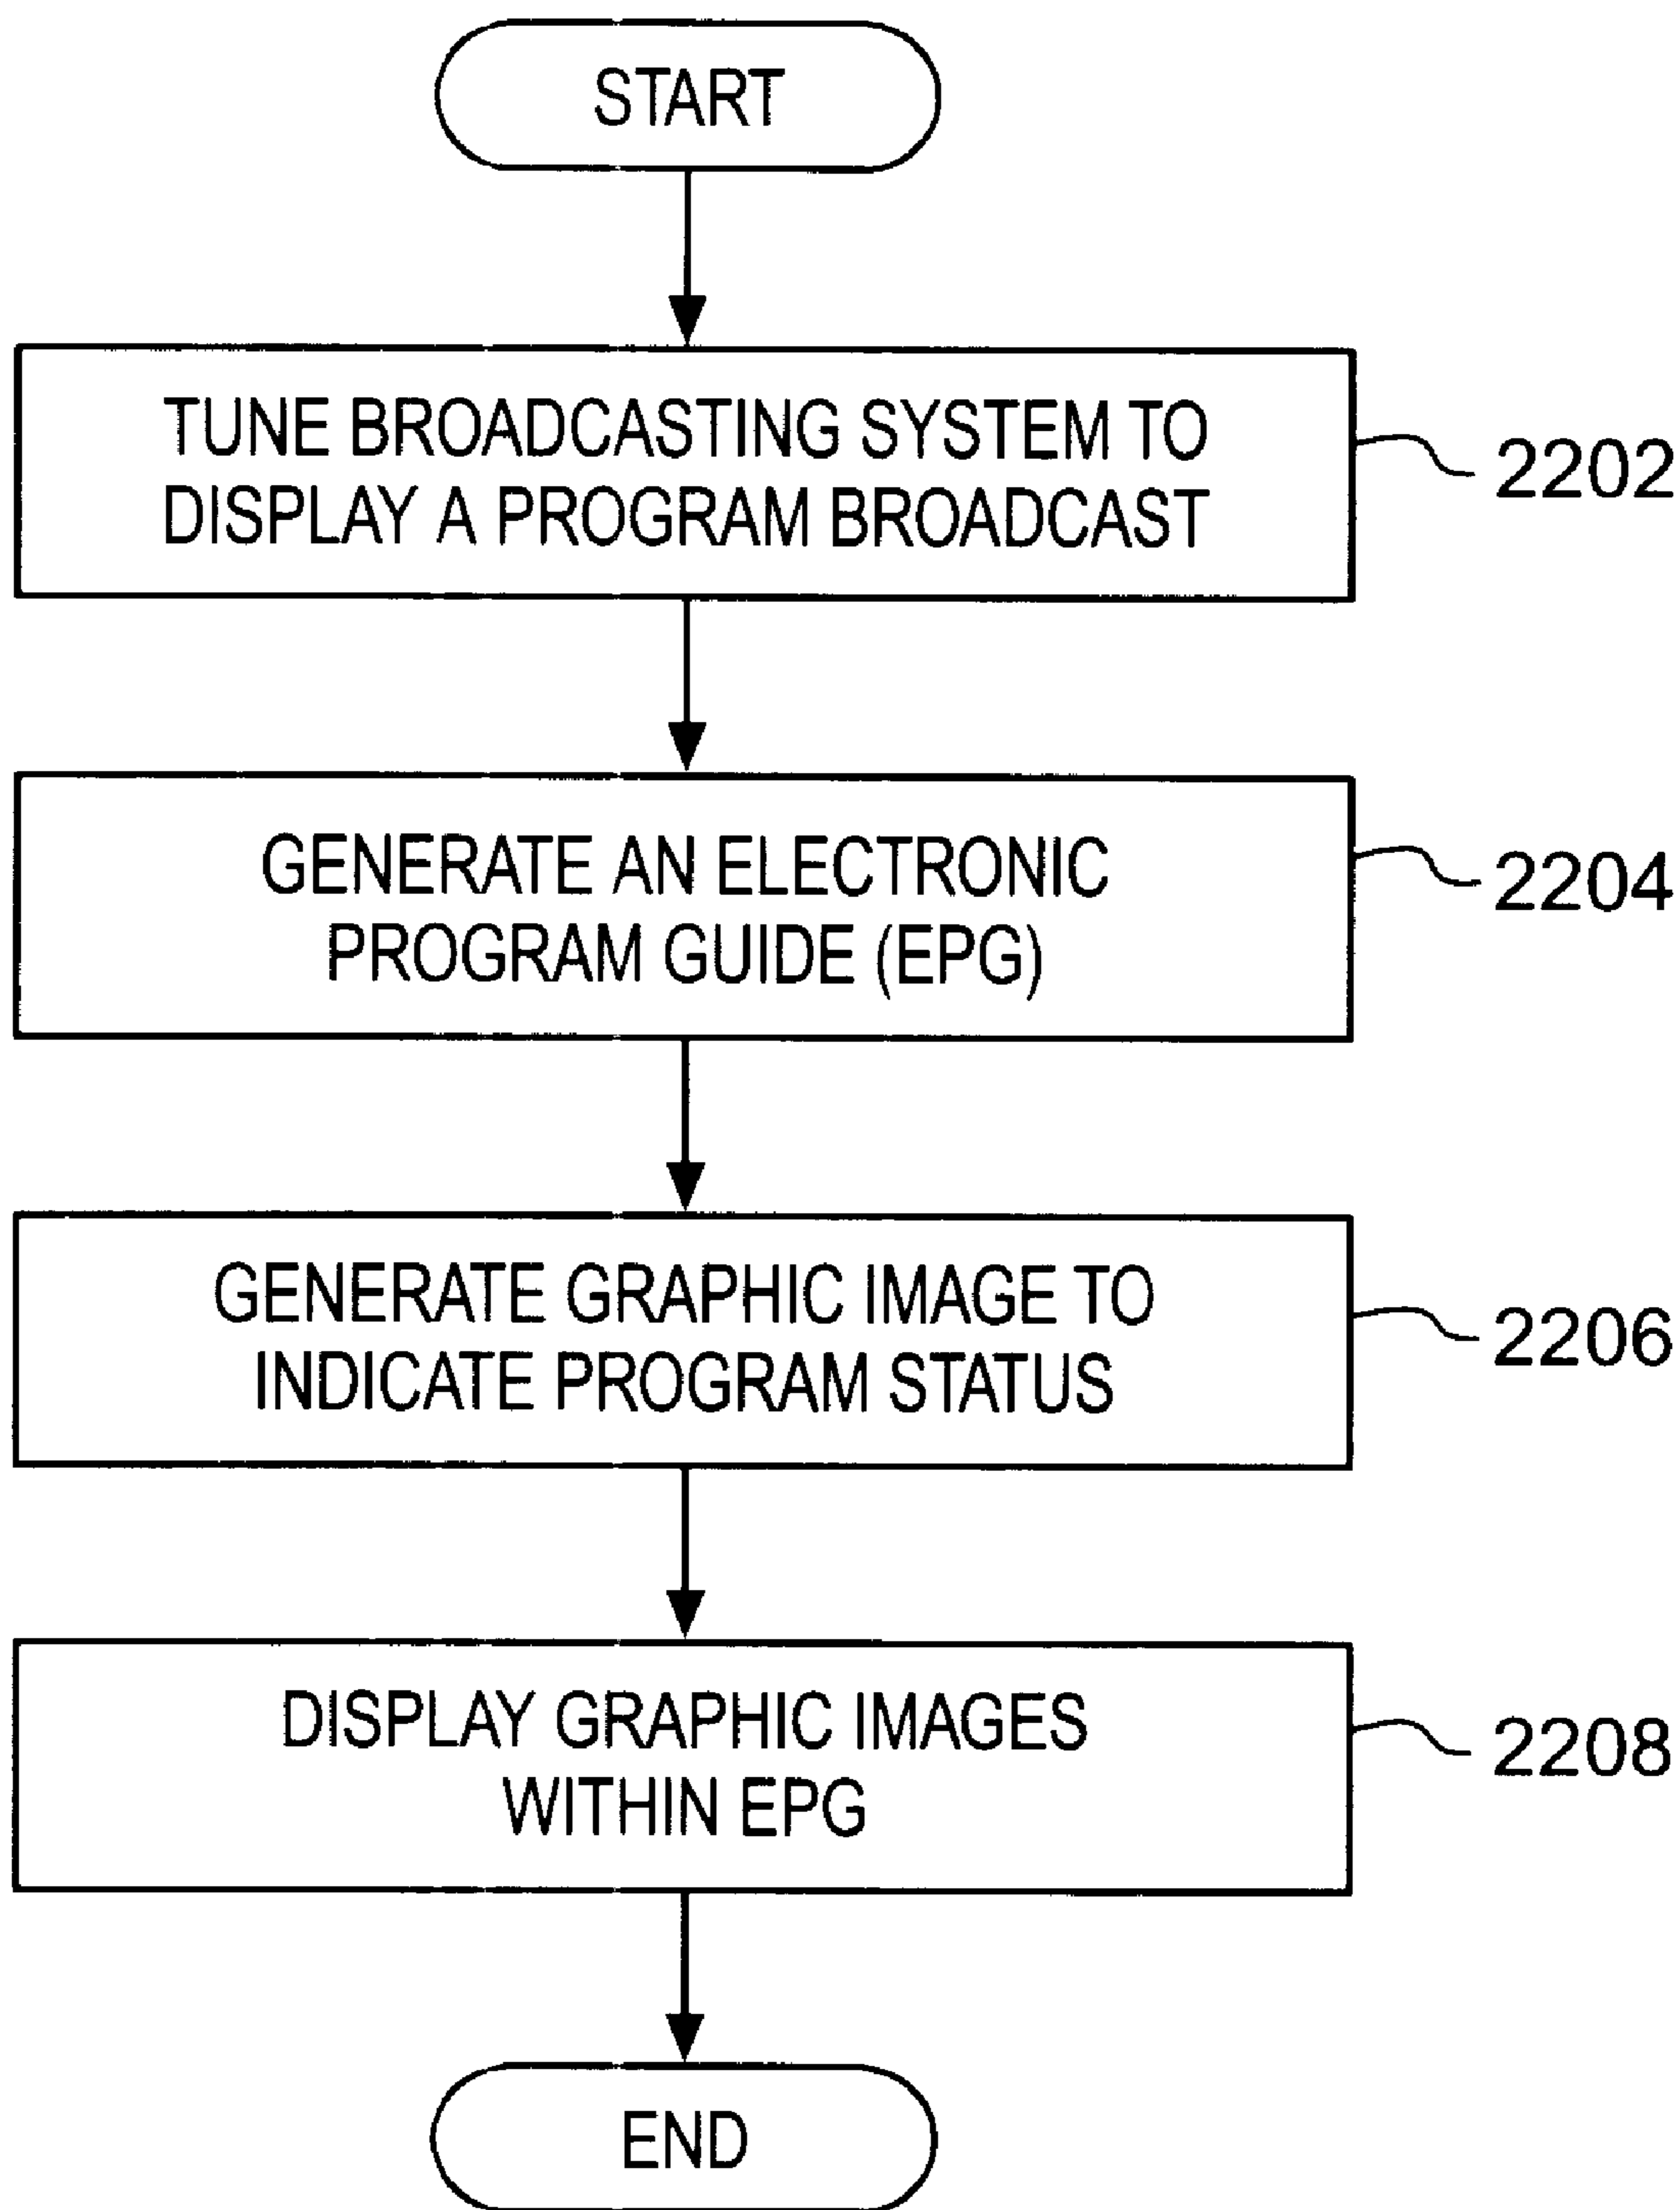 START
TUNE BROADCASTING SYSTEM TO
DISPLAY A PROGRAM BROADCAST
2202
GENERATE AN ELECTRONIC
PROGRAM GUIDE (EPG)
2204
GENERATE GRAPHIC IMAGE TO
INDICATE PROGRAM STATUS
2206
DISPLAY GRAPHIC IMAGES
WITHIN EPG
2208
END